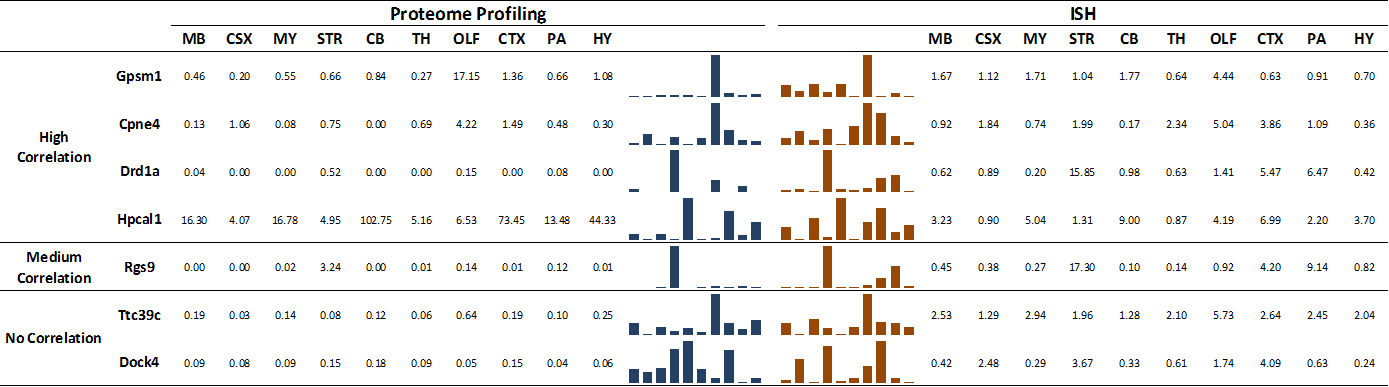 Proteome Profiling ISH
MB CSX MY STR CB TH OLF CTX PA HY MB CSX MY STR CB TH OLF CTX PA HY
High Correlation
Gpsm1 0.46 0.20 0.55 0.66 0.84 0.27 17.15 1.36 0.66 1.08 1.67 1.12 1.71 1.04 1.77 0.64 4.44 0.63 0.91 0.70
Cpne4 0.13 1.06 0.08 0.75 0.00 0.69 4.22 1.49 0.48 0.30 0.92 1.84 0.74 1.99 0.17 2.34 5.04 3.86 1.09 0.36
Drd1a 0.04 0.00 0.00 0.52 0.00 0.00 0.15 0.00 0.08 0.00 0.62 0.89 0.20 15.85 0.98 0.63 1.41 5.47 6.47 0.42
Hpcal1 16.30 4.07 16.78 4.95 102.75 5.16 6.53 73.45 13.48 44.33 3.23 0.90 5.04 1.31 9.00 0.87 4.19 6.99 2.20 3.70
Medium Correlation
Rgs9 0.00 0.00 0.02 3.24 0.00 0.01 0.14 0.01 0.12 0.01 0.45 0.38 0.27 17.30 0.10 0.14 0.92 4.20 9.14 0.82
No Correlation
Ttc39c 0.19 0.03 0.14 0.08 0.12 0.06 0.64 0.19 0.10 0.25 2.53 1.29 2.94 1.96 1.28 2.10 5.73 2.64 2.45 2.04
Dock4 0.09 0.08 0.09 0.15 0.18 0.09 0.05 0.15 0.04 0.06 0.42 2.48 0.29 3.67 0.33 0.61 1.74 4.09 0.63 0.24